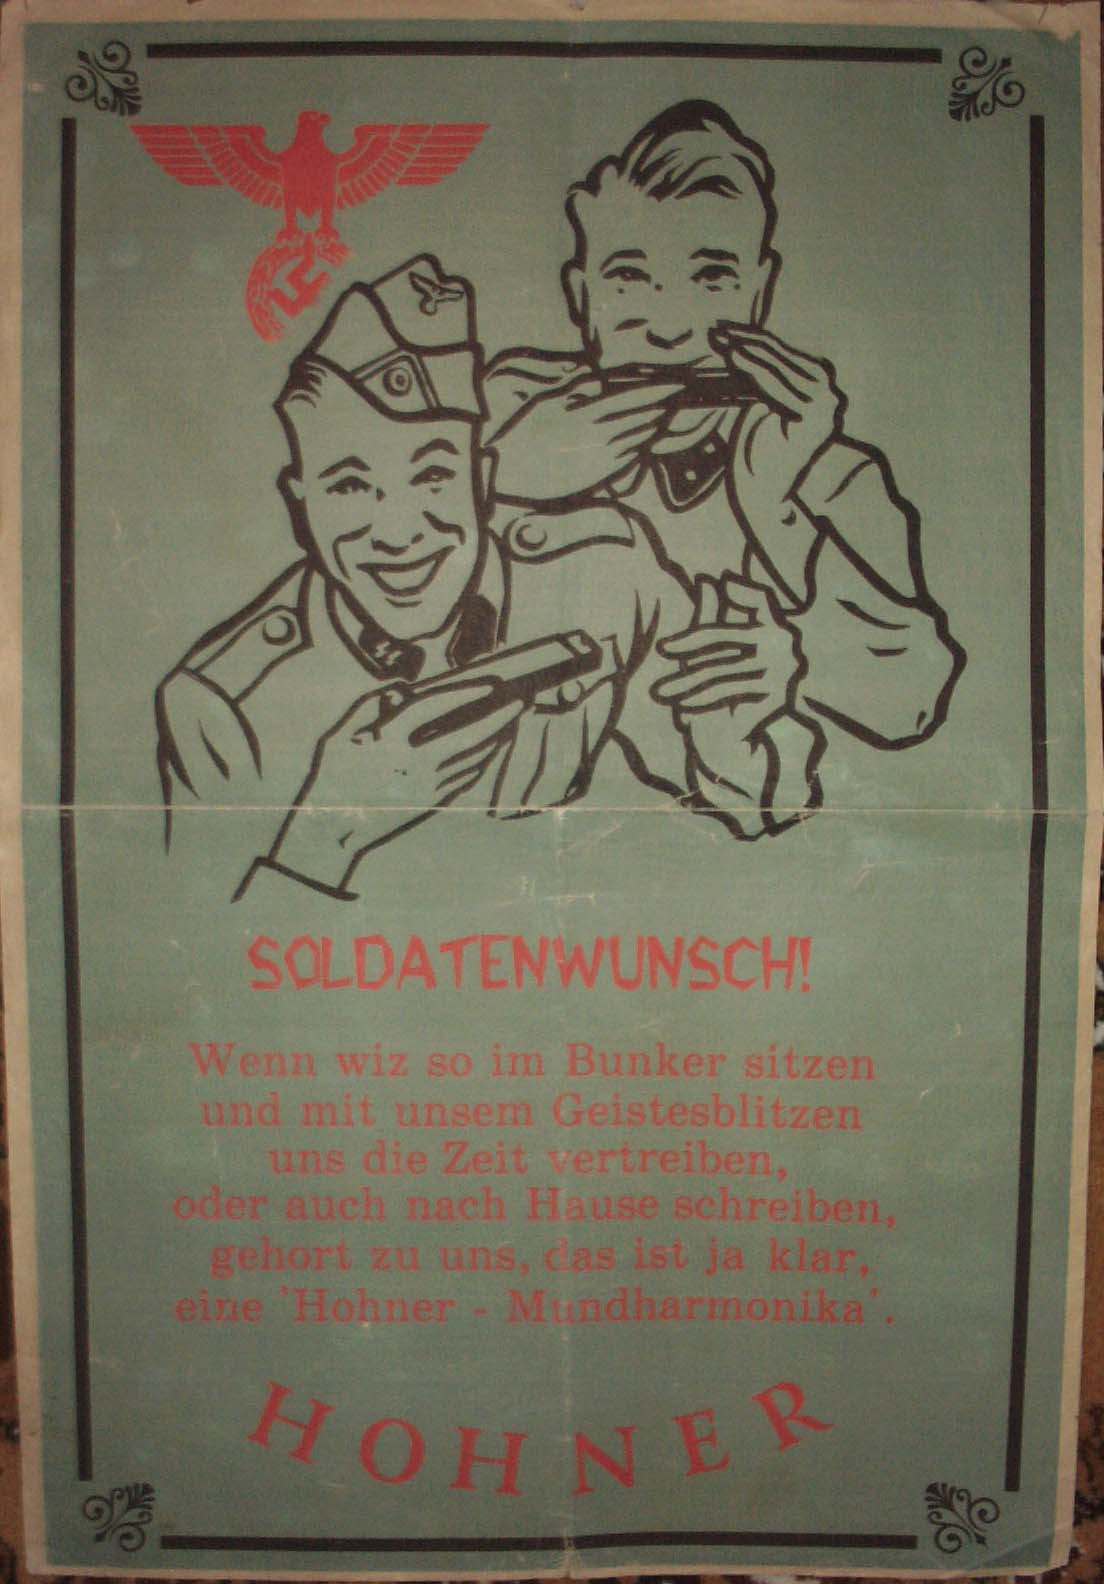 SOLDATENWUNSCH!
Wenn wiz so im Bunker sitzen
und mit unsem Geistesblitzen
uns die Zeit vertreiben,
oder auch nach Hause schreiben,
gehort zu uns, das ist ja klar,
eine 'Hohner - Mundharmonika'.
HOHNER